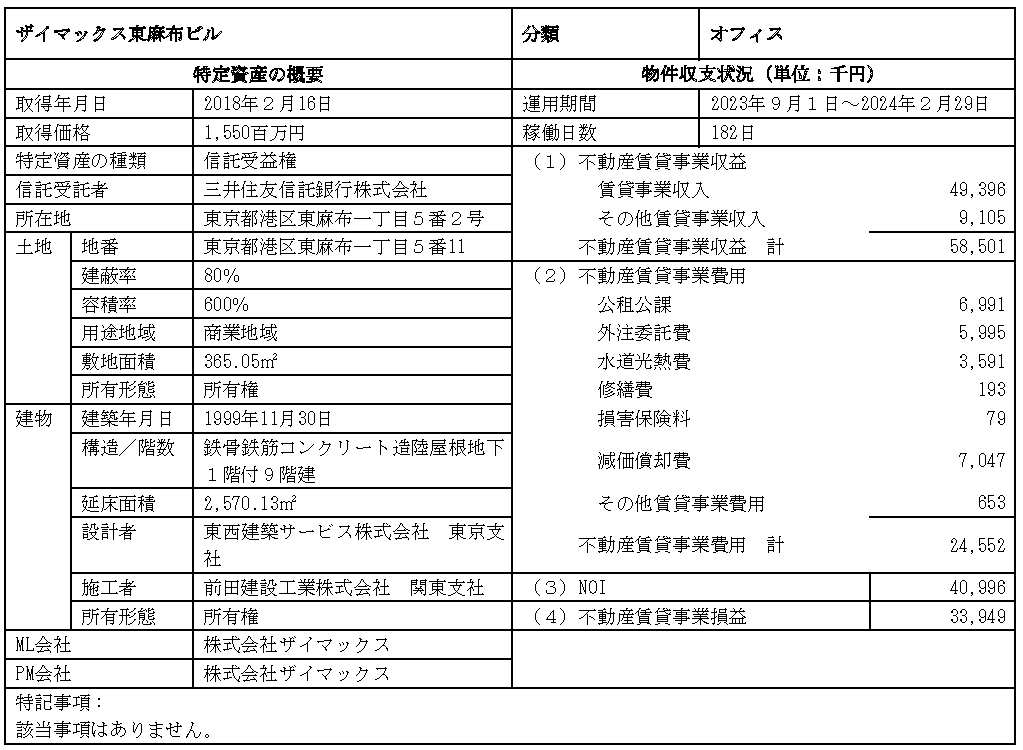 ザイマックス東麻布ビル 分類 オフィス
特定資産の概要 物件収支状況（単位：千円）
取得年月日 2018年２月16日 運用期間 2023年９月１日～2024年２月29日
取得価格 1,550百万円 稼働日数 182日
特定資産の種類 信託受益権 （１）不動産賃貸事業収益
信託受託者 三井住友信託銀行株式会社 賃貸事業収入 49,396
所在地 東京都港区東麻布一丁目５番２号 その他賃貸事業収入 9,105
土地 地番 東京都港区東麻布一丁目５番11 不動産賃貸事業収益　計 58,501
建蔽率 80% （２）不動産賃貸事業費用
容積率 600% 公租公課 6,991
用途地域 商業地域 外注委託費 5,995
敷地面積 365.05㎡ 水道光熱費 3,591
所有形態 所有権 修繕費 193
建物 建築年月日 1999年11月30日 損害保険料 79
構造／階数 鉄骨鉄筋コンクリート造陸屋根地下
１階付９階建 減価償却費 7,047
延床面積 2,570.13㎡ その他賃貸事業費用 653
設計者 東西建築サービス株式会社　東京支
社 不動産賃貸事業費用　計 24,552
施工者 前田建設工業株式会社　関東支社 （３）NOI 40,996
所有形態 所有権 （４）不動産賃貸事業損益 33,949
ML会社 株式会社ザイマックス
PM会社 株式会社ザイマックス
特記事項：
該当事項はありません。